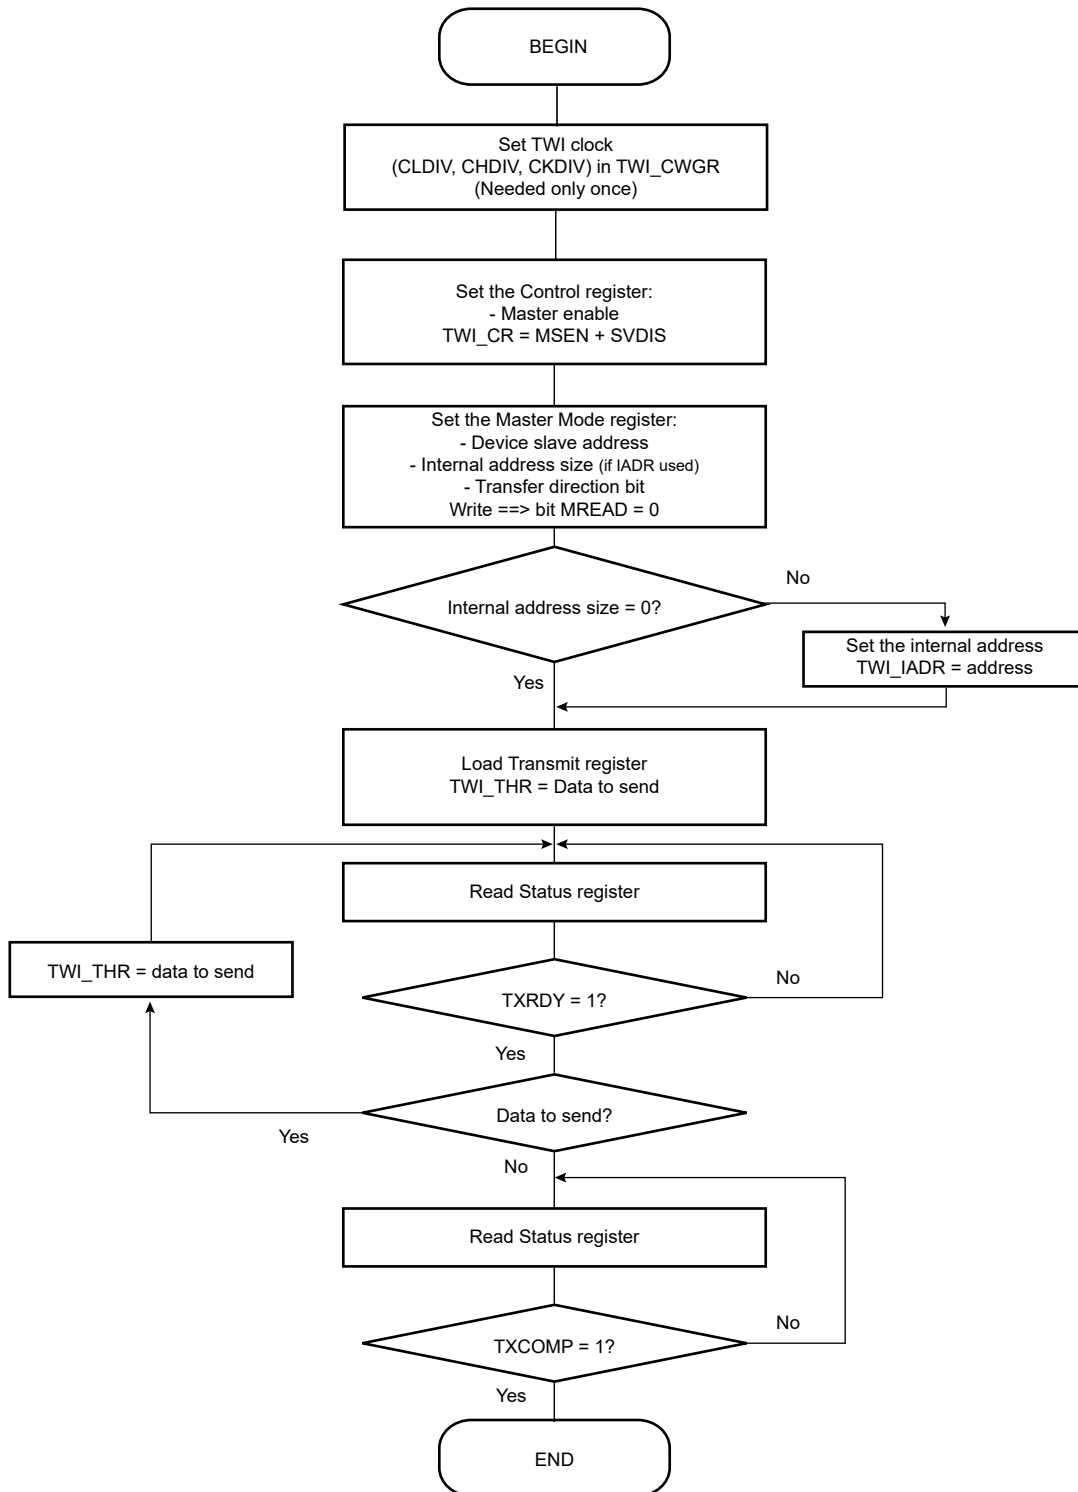 BEGIN
Set TWI clock
(CLDIV, CHDIV, CKDIV) in TWI_CWGR
(Needed only once)
Set the Control register:
- Master enable
TWI_CR = MSEN + SVDIS
Set the Master Mode register:
- Device slave address
- Internal address size (if IADR used)
- Transfer direction bit
Write ==> bit MREAD = 0
No
Internal address size = 0?
Set the internal address
TWI_IADR = address
Yes
Load Transmit register
TWI_THR = Data to send
Read Status register
TWI_THR = data to send
No
TXRDY = 1?
Yes
Data to send?
Yes
No
Read Status register
No
TXCOMP = 1?
Yes
END